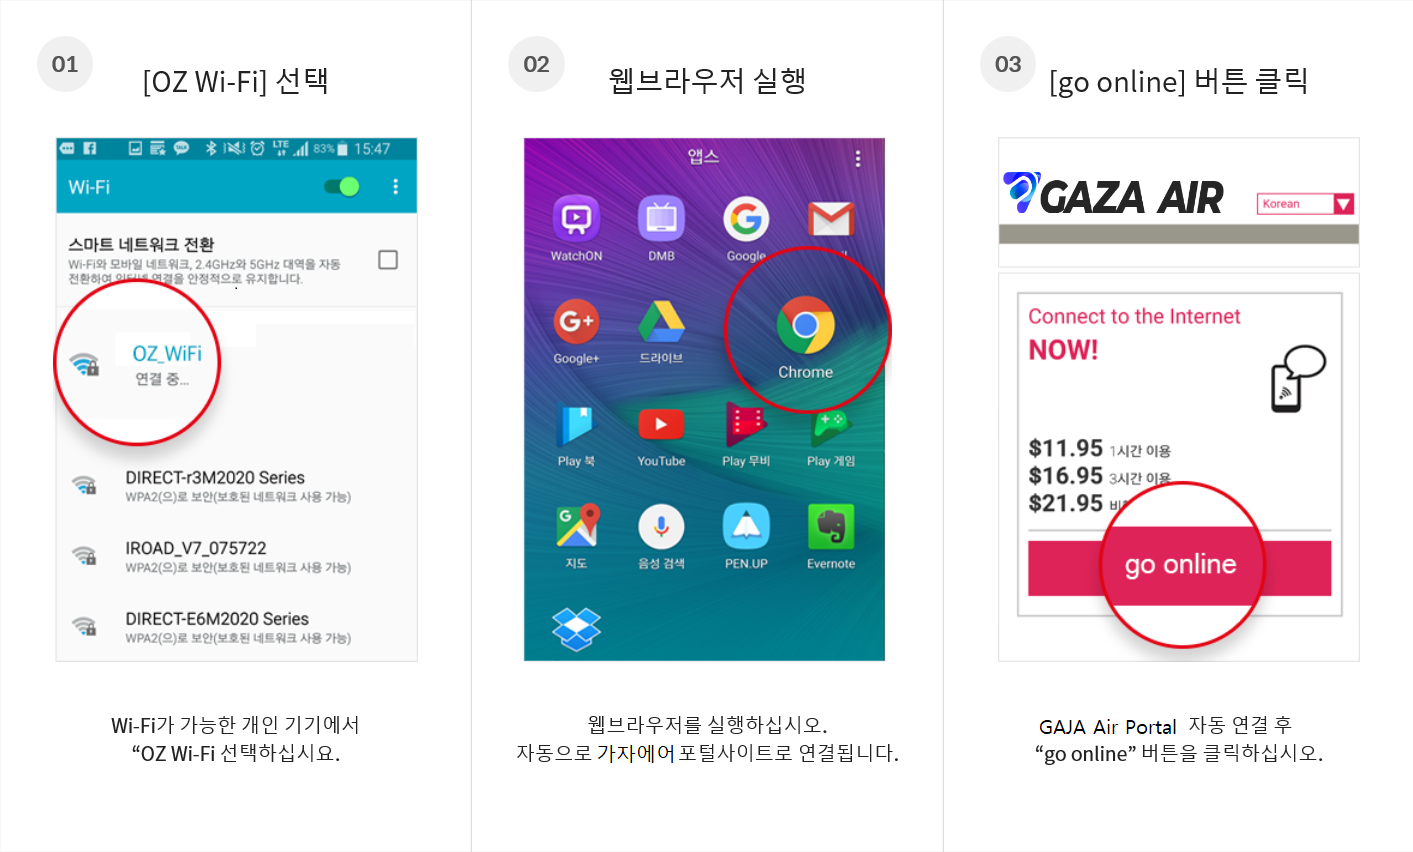 01
[OZ Wi-Fi] 선택
LTE
83%
15:47
Wi-Fi
스마트 네트워크 전환
Wi-Fi와 모바일 네트워크, 2.4GHz와 5GHz 대역을 자동
전환하여 인터넷 연결을 안정적으로 유지합니다.
OZ_WiFi
연결 중...
DIRECT-r3M2020 Series
WPA2(으)로 보안(보호된 네트워크 사용 가능)
IROAD_V7_075722
WPA2(으)로 보안(보호된 네트워크 사용 가능)
DIRECT-E6M2020 Series
WPA2(으)로 보안(보호된 네트워크 사용 가능)
Wi-Fi가 가능한 개인 기기에서
“OZ Wi-Fi 선택하십시요.
02
웹브라우저 실행
앱스
WatchON
DMB
Google
Google+
드라이브
Chrome
Play 북
YouTube
Play 무비
Play 게임
지도
음성 검색
PEN.UP
Evernote
웹브라우저를 실행하십시오.
자동으로 가자에어 포털사이트로 연결됩니다.
03
[go online] 버튼 클릭
GAZA AIR
Korean
Connect to the Internet
NOW!
$11.95 1시간 이용
$16.95 3시간 이용
$21.95
go online
GAJA Air Portal 자동 연결 후
“go online” 버튼을 클릭하십시오.